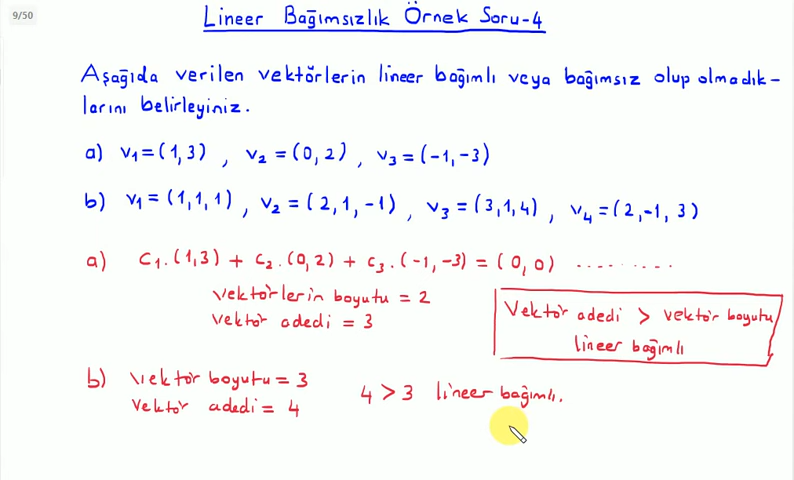 9/50
Lineer Bağımsızlık Örnek Soru-4
Aşağıda verilen vektörlerin lineer bağımlı veya bağımsız olup olmadık-
larını belirleyiniz.
a) v₁=(1,3) , v₂=(0,2) , v₃=(-1,-3)
b) v₁=(1,1,1) , v₂=(2,1,-1) , v₃=(3,1,4) , v₄=(2,-1,3)
a) c₁.(1,3) + c₂.(0,2) + c₃.(-1,-3) = (0,0) ..........
vektörlerin boyutu = 2
vektör adedi = 3
Vektör adedi > vektör boyutu
lineer bağımlı
b) vektör boyutu = 3
vektör adedi = 4
4 > 3 lineer bağımlı.